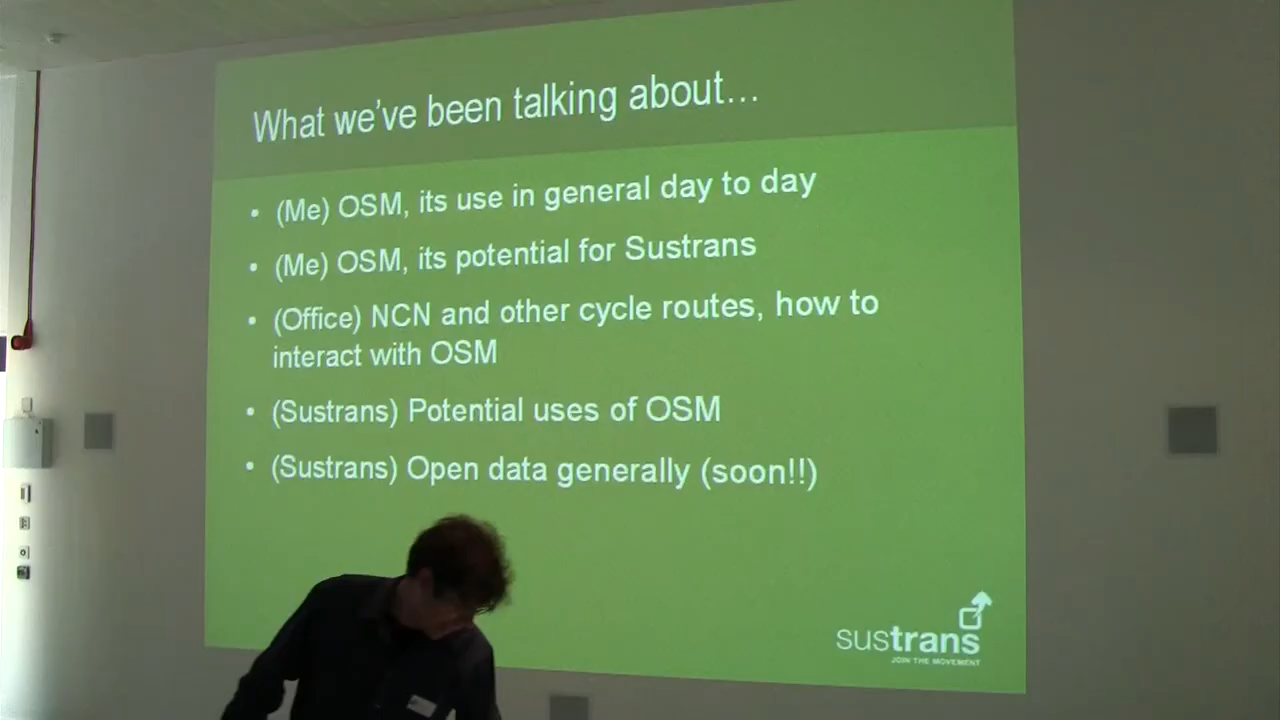 What we've been talking about…
• (Me) OSM, its use in general day to day
• (Me) OSM, its potential for Sustrans
• (Office) NCN and other cycle routes, how to
interact with OSM
• (Sustrans) Potential uses of OSM
• (Sustrans) Open data generally (soon!!)
sustrans
JOIN THE MOVEMENT